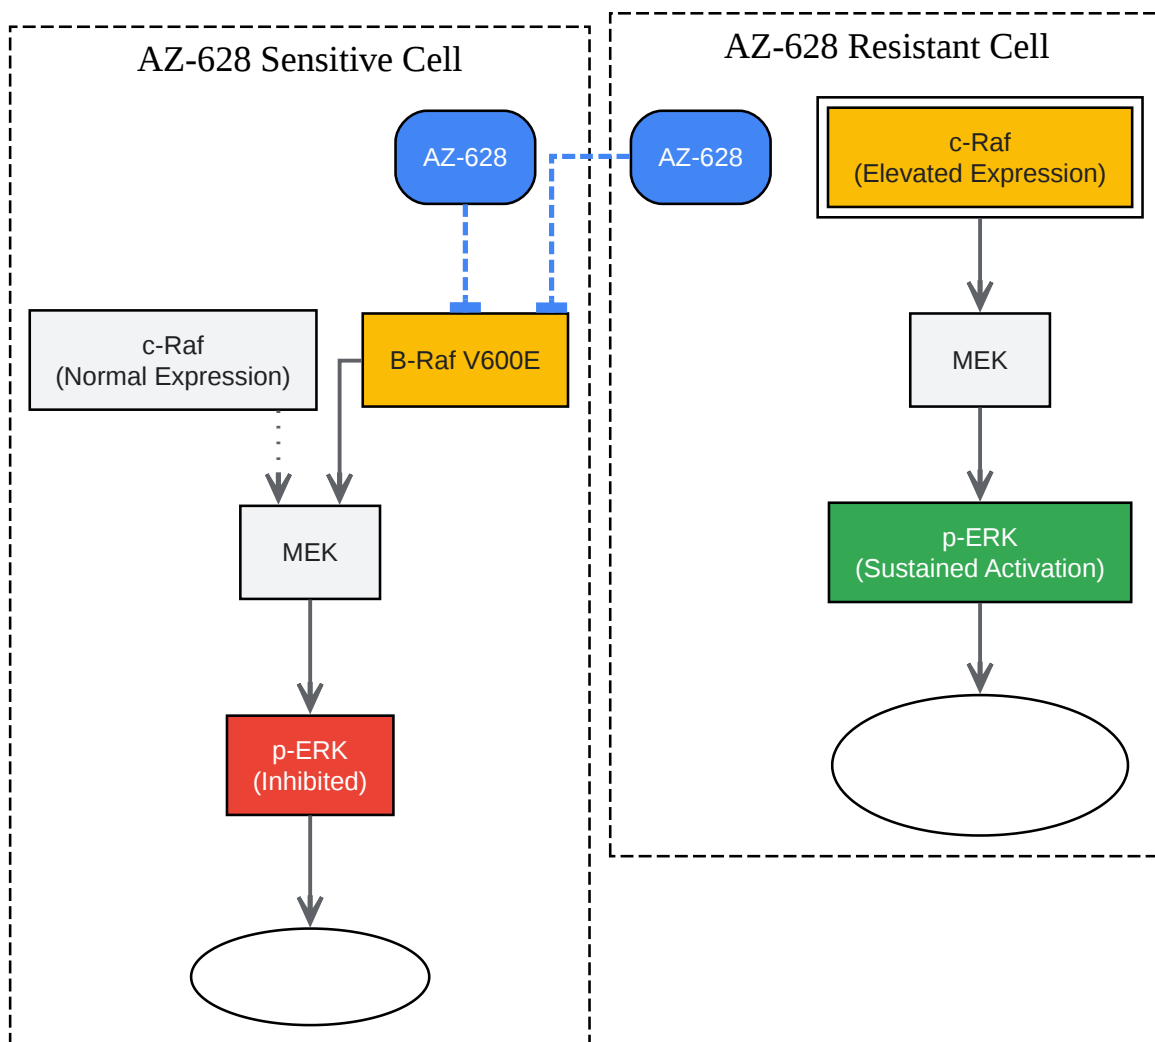 AZ-628 Sensitive Cell
AZ-628
c-Raf
(Normal Expression)
B-Raf V600E
MEK
p-ERK
(Inhibited)
AZ-628 Resistant Cell
AZ-628
c-Raf
(Elevated Expression)
MEK
p-ERK
(Sustained Activation)